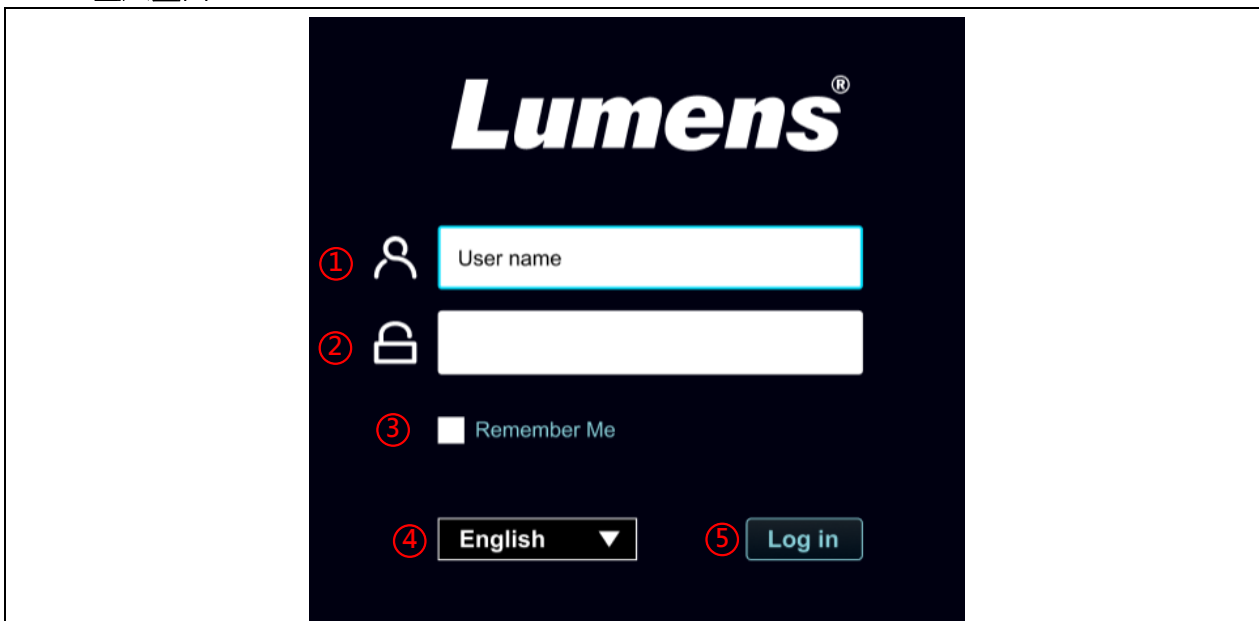 Lumens®
① User name
②
③ Remember Me
④ English ▼ ⑤ Log in